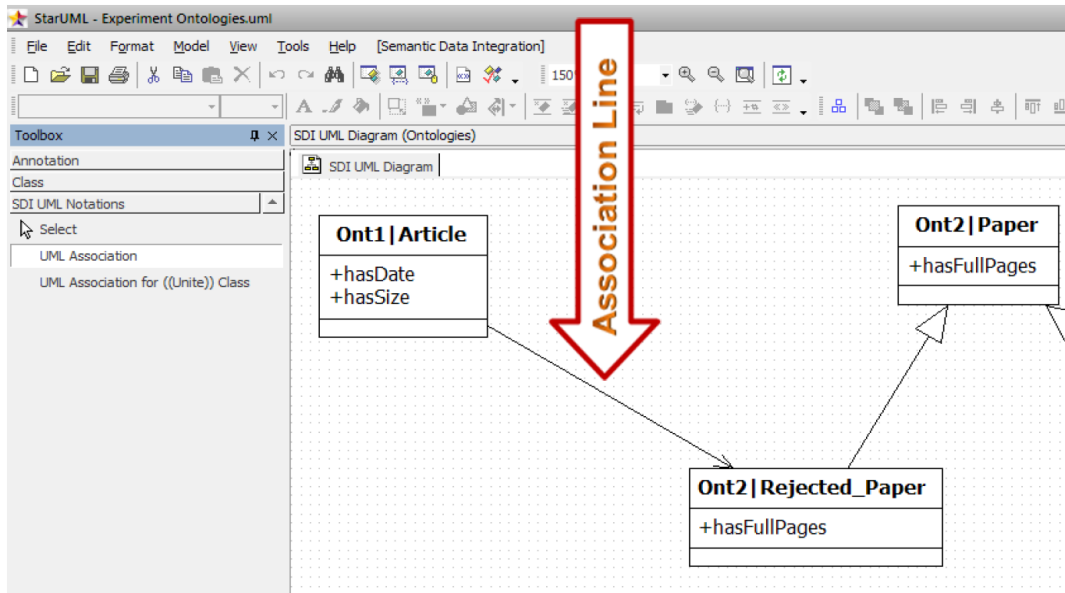 StarUML - Experiment Ontologies.uml
File Edit Format Model View Tools Help [Semantic Data Integration]
150
Toolbox
SDI UML Diagram (Ontologies)
Annotation
Class
SDI UML Notations
Select
UML Association
UML Association for ((Unite)) Class
SDI UML Diagram
Association Line
Ont1|Article
+hasDate
+hasSize
Ont2|Paper
+hasFullPages
Ont2|Rejected_Paper
+hasFullPages